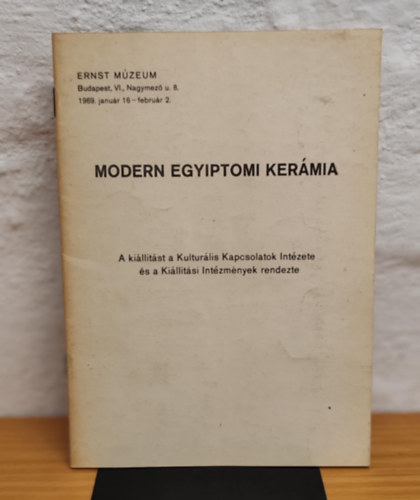 ERNST MÚZEUM
Budapest, VI., Nagymező u. 8.
1969. január 16 – február 2.
MODERN EGYIPTOMI KERÁMIA
A kiállítást a Kulturális Kapcsolatok Intézete
és a Kiállítási Intézmények rendezte